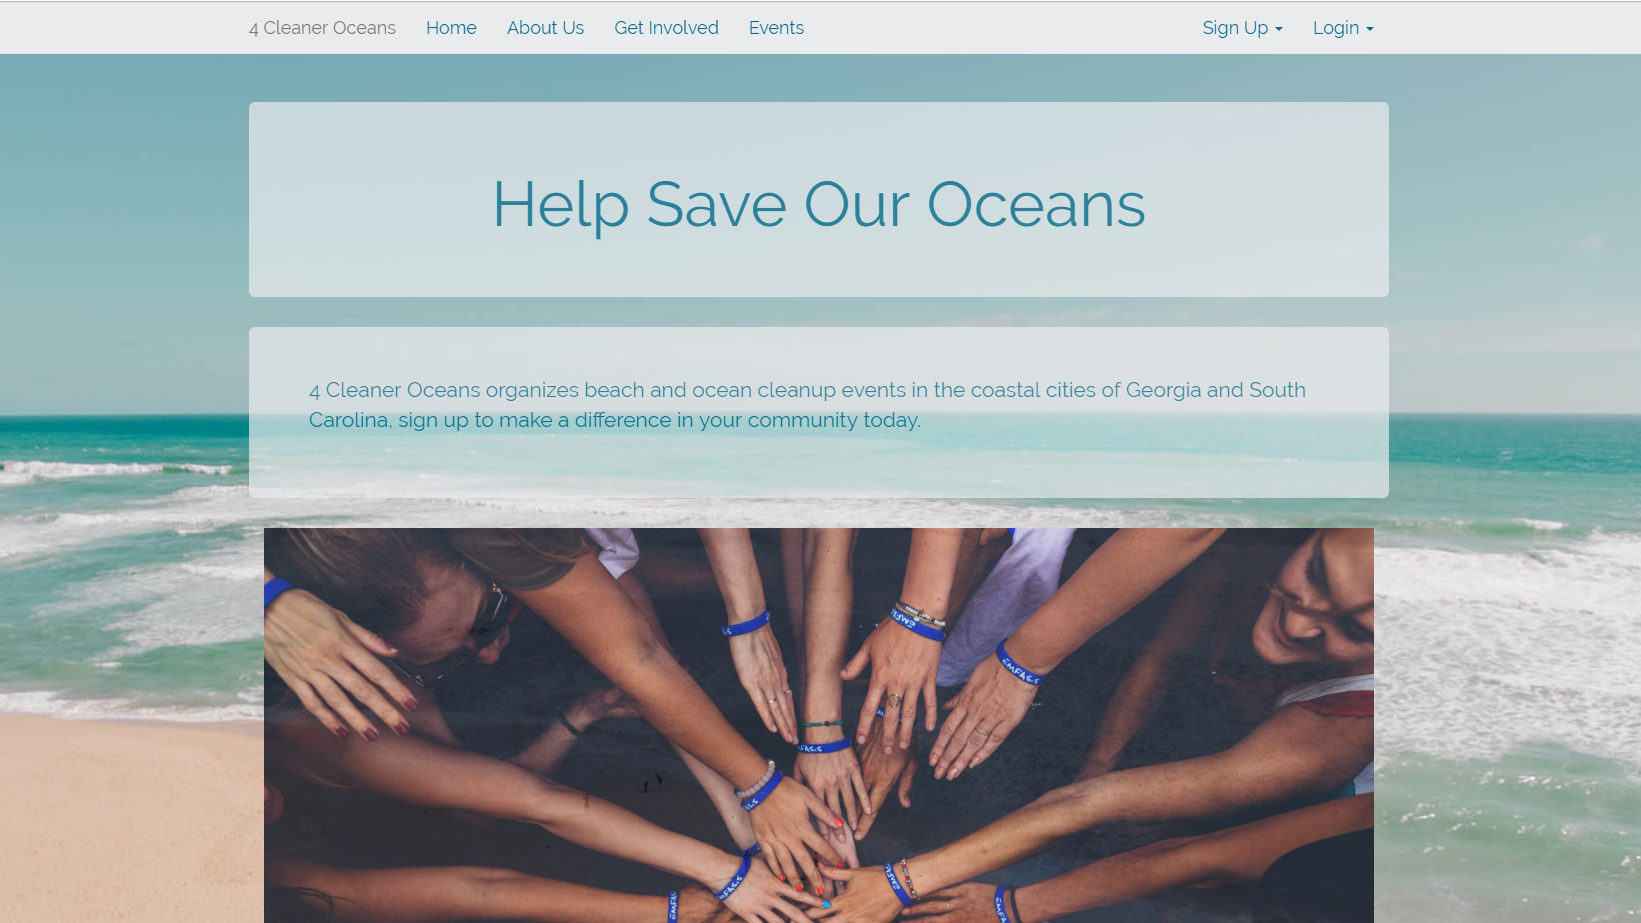 4 Cleaner Oceans Home About Us Get Involved Events Sign Up Login
Help Save Our Oceans
4 Cleaner Oceans organizes beach and ocean cleanup events in the coastal cities of Georgia and South
Carolina, sign up to make a difference in your community today.
EMFA.S.S